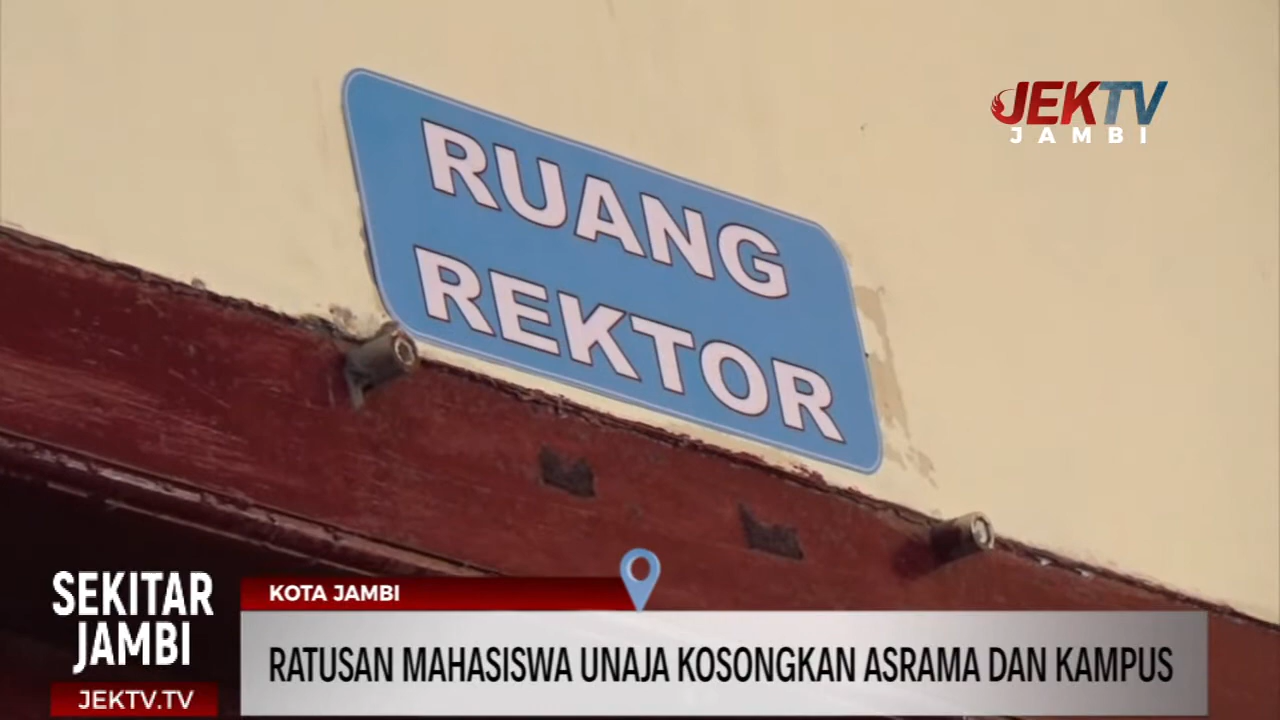 JEKTV
JAMBI
RUANG
REKTOR
SEKITAR
JAMBI
JEKTV.TV
KOTA JAMBI
RATUSAN MAHASISWA UNAJA KOSONGKAN ASRAMA DAN KAMPUS